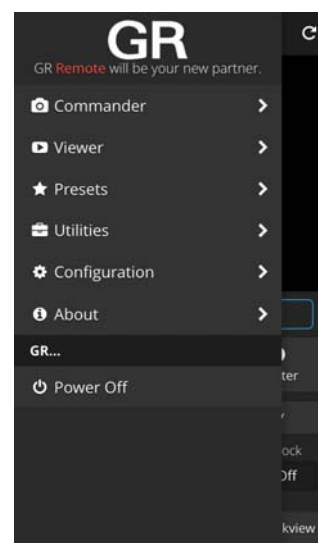 GR
GR Remote will be your new partner.
Commander
Viewer
Presets
Utilities
Configuration
About
GR...
Power Off
ter
ock
Off
kview